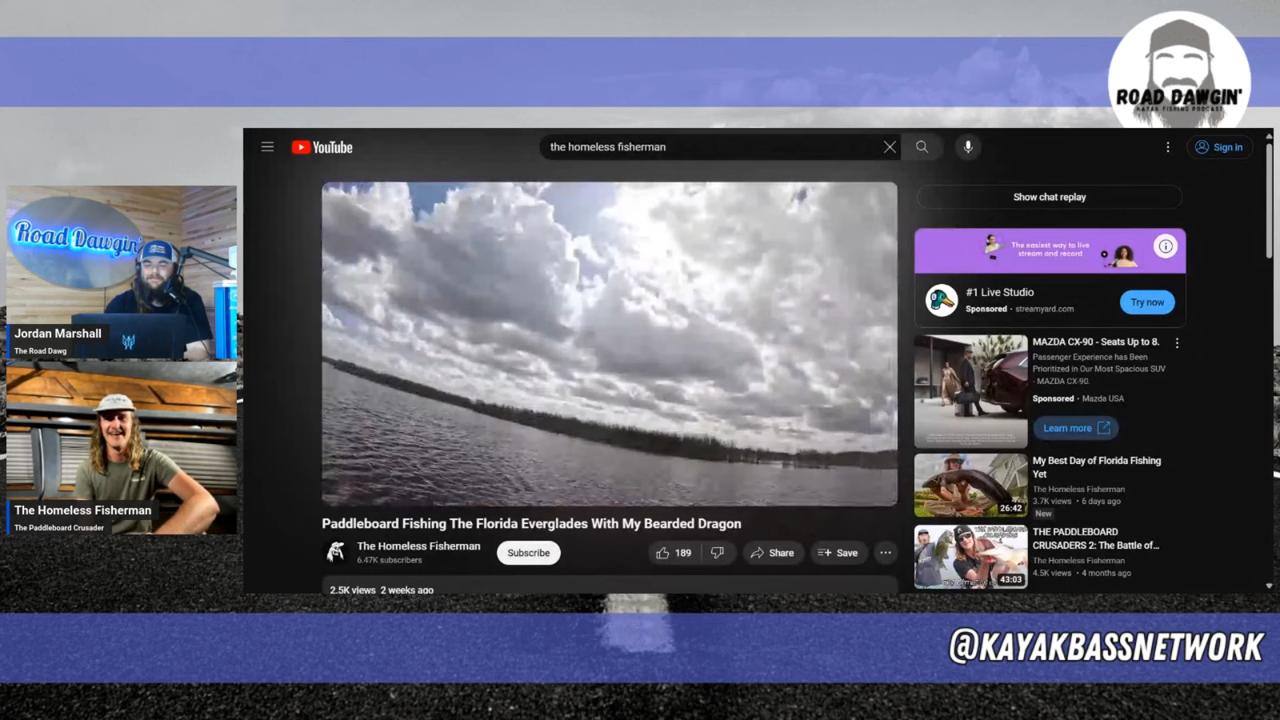 ROAD DAWGIN'
KAYAK FISHING PODCAST
YouTube
the homeless fisherman
Sign in
Show chat replay
The easiest way to live
stream and record
#1 Live Studio
Sponsored · streamyard.com
Try now
Road Dawgin'
Jordan Marshall
The Road Dawg
The Homeless Fisherman
The Paddleboard Crusader
MAZDA CX-90 - Seats Up to 8.
Passenger Experience has Been
Prioritized in Our Most Spacious SUV
- MAZDA CX-90.
Sponsored · Mazda USA
Learn more
My Best Day of Florida Fishing
Yet
The Homeless Fisherman
3.7K views · 6 days ago
New
26:42
THE PADDLEBOARD
CRUSADERS 2: The Battle of...
The Homeless Fisherman
4.5K views · 4 months ago
43:03
Paddleboard Fishing The Florida Everglades With My Bearded Dragon
The Homeless Fisherman
6.47K subscribers
Subscribe
189
Share
Save
2.5K views 2 weeks ago
@KAYAKBASSNETWORK